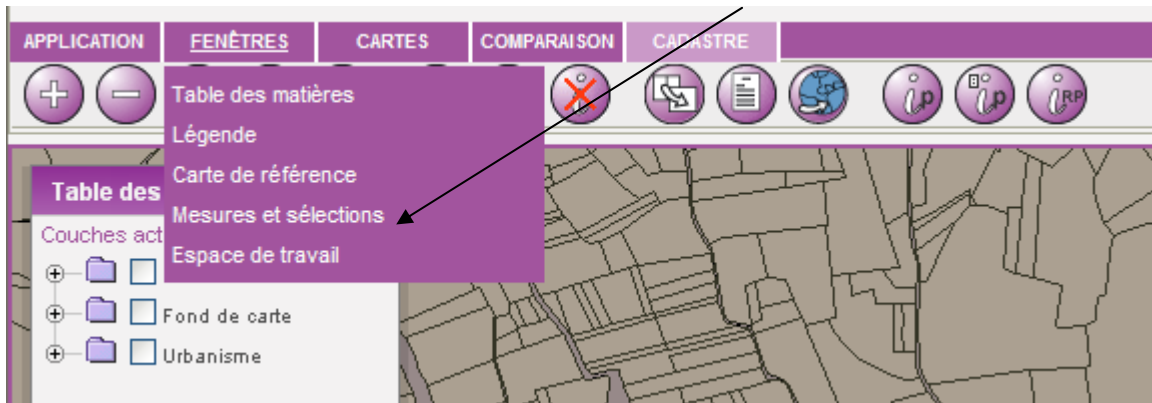 APPLICATION FENÊTRES CARTES COMPARAISON CADASTRE
p p RP
Table des matières
Légende
Carte de référence
Mesures et sélections
Espace de travail
Table des
Couches act
Fond de carte
Urbanisme